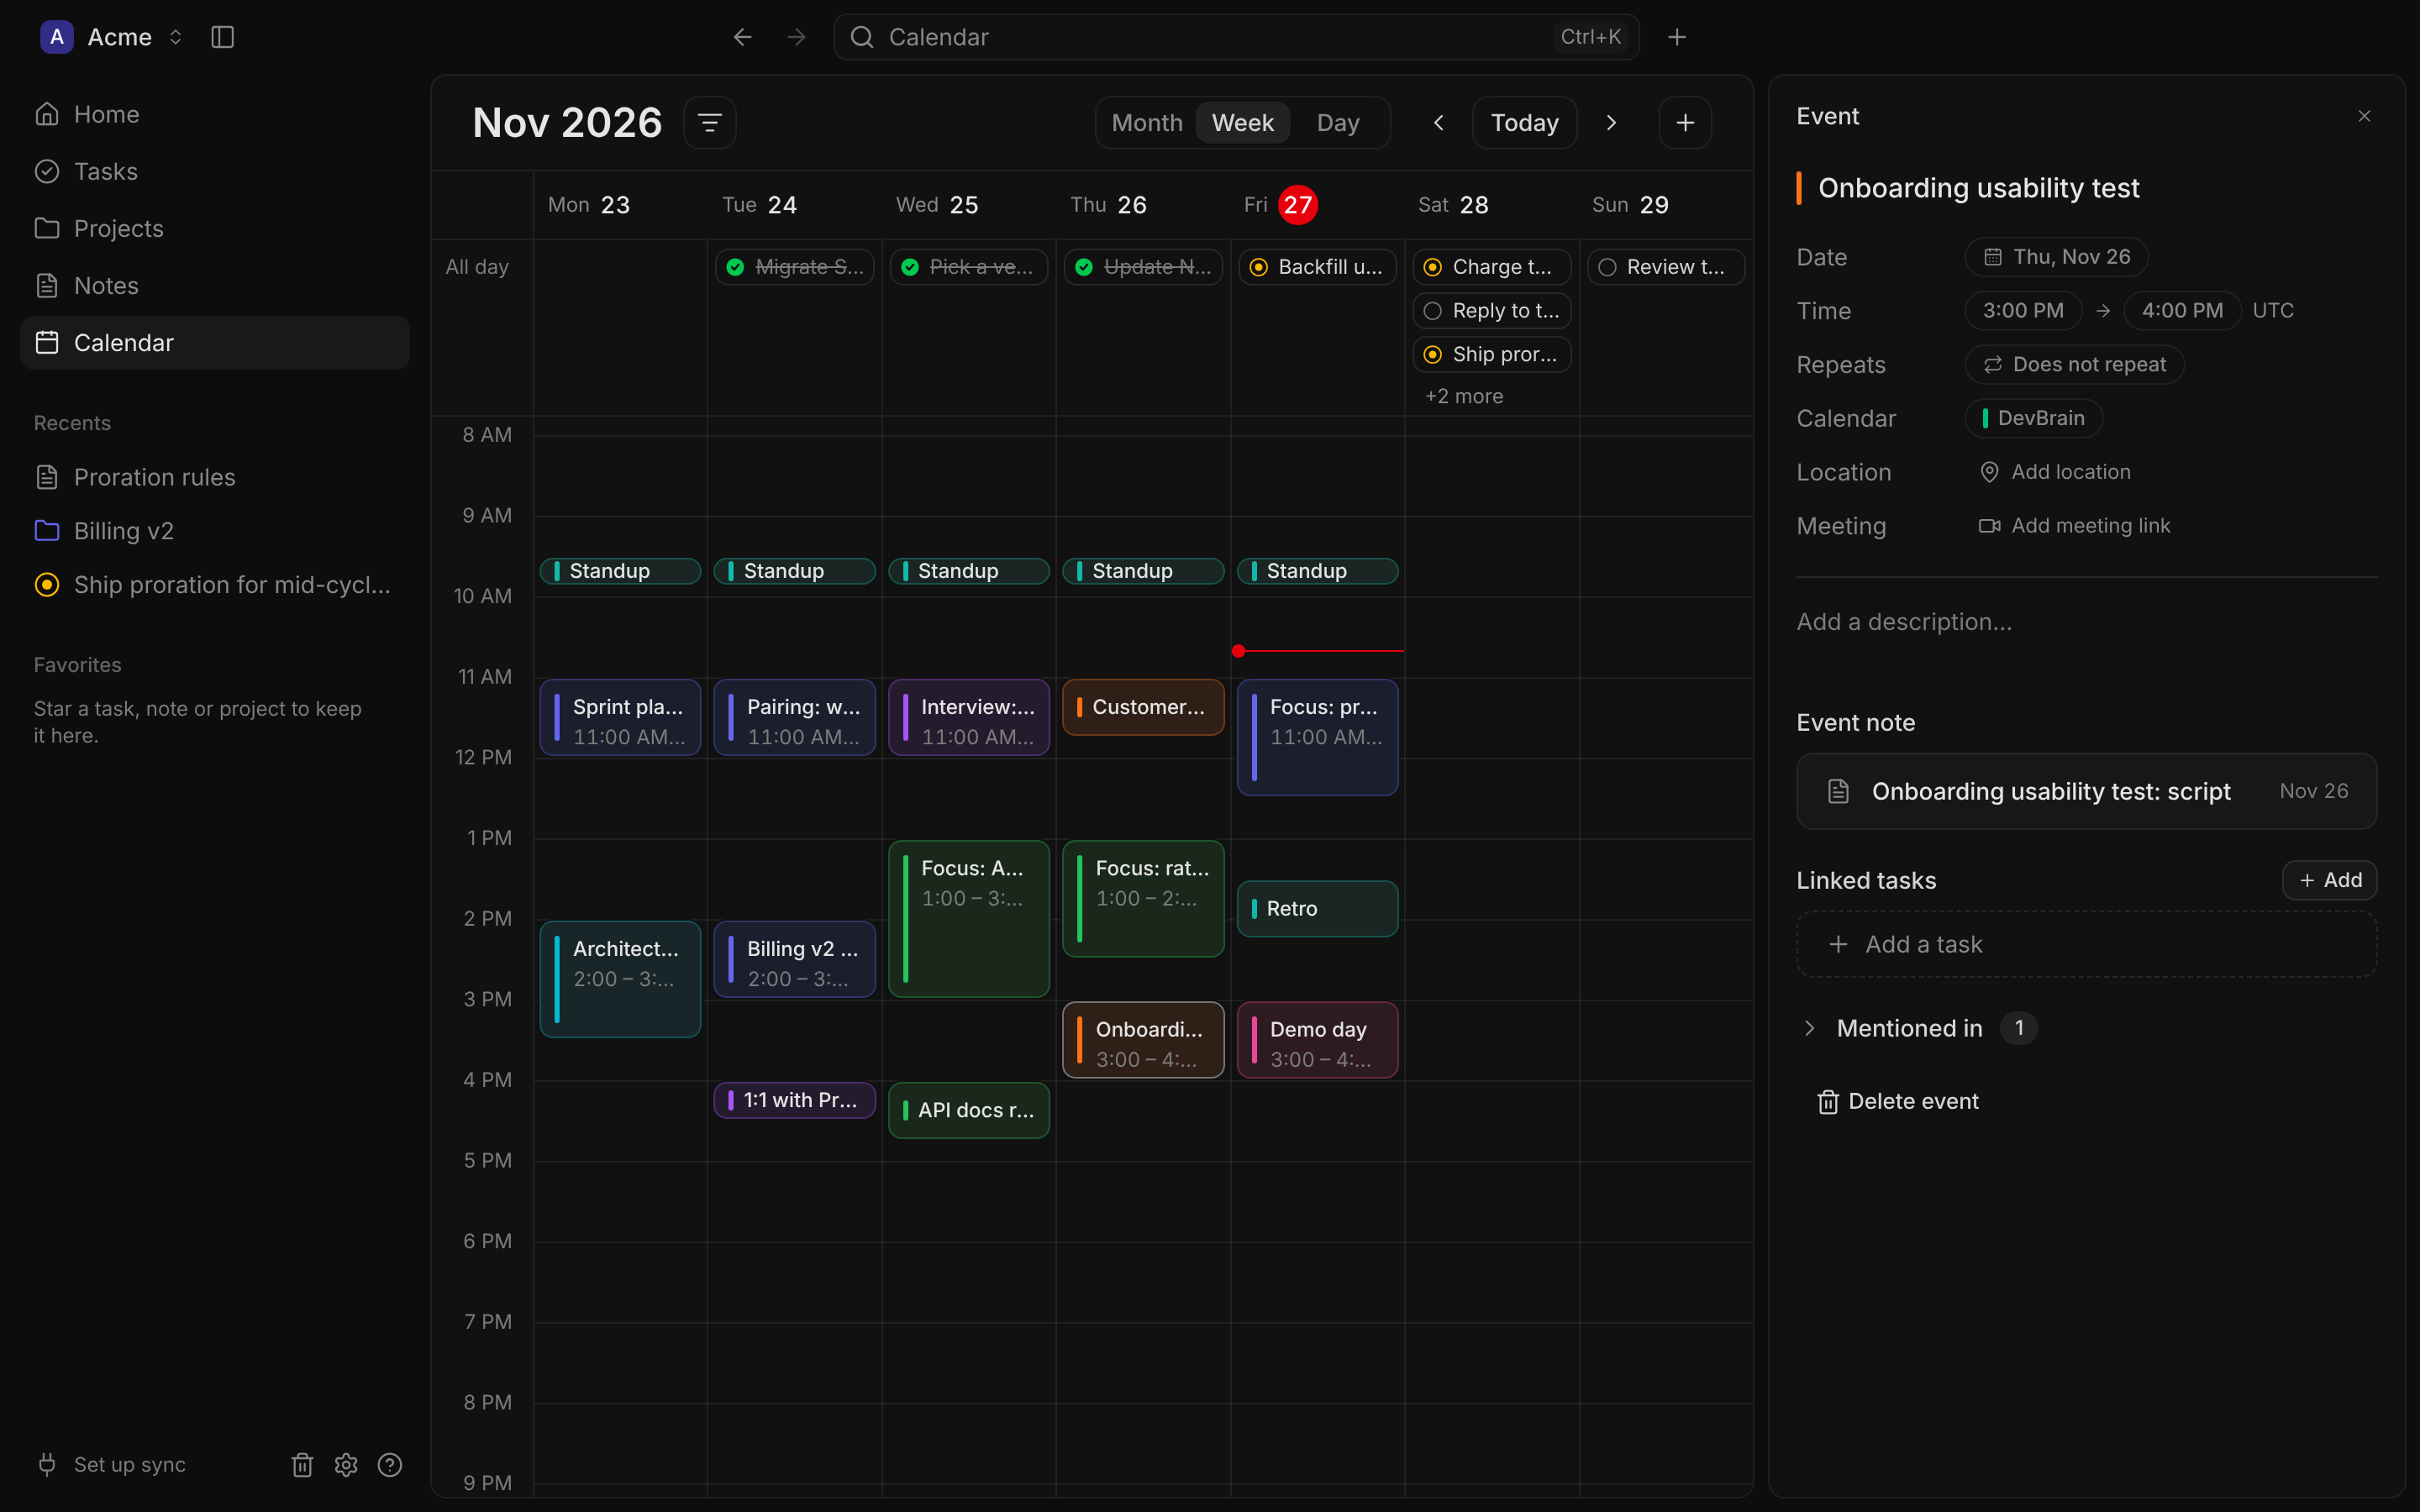 A Acme
Calendar Ctrl+K
Home
Tasks
Projects
Notes
Calendar
Recents
Proration rules
Billing v2
Ship proration for mid-cycl...
Favorites
Star a task, note or project to keep
it here.
Set up sync
Nov 2026
Month Week Day
Today
Mon 23 Tue 24 Wed 25 Thu 26 Fri 27 Sat 28 Sun 29
All day
Migrate S... Pick a ve... Update N... Backfill u... Charge t... Review t...
Reply to t...
Ship pror...
+2 more
8 AM
9 AM
Standup Standup Standup Standup Standup
10 AM
11 AM
Sprint pla... Pairing: w... Interview:... Customer... Focus: pr...
11:00 AM... 11:00 AM... 11:00 AM... 11:00 AM...
12 PM
1 PM
Focus: A... Focus: rat...
1:00 – 3:... 1:00 – 2:...
Retro
2 PM
Architect... Billing v2 ...
2:00 – 3:... 2:00 – 3:...
3 PM
Onboardi... Demo day
3:00 – 4:... 3:00 – 4:...
4 PM
1:1 with Pr... API docs r...
5 PM
6 PM
7 PM
8 PM
9 PM
Event
Onboarding usability test
Date Thu, Nov 26
Time 3:00 PM → 4:00 PM UTC
Repeats Does not repeat
Calendar DevBrain
Location Add location
Meeting Add meeting link
Add a description...
Event note
Onboarding usability test: script Nov 26
Linked tasks + Add
+ Add a task
Mentioned in 1
Delete event